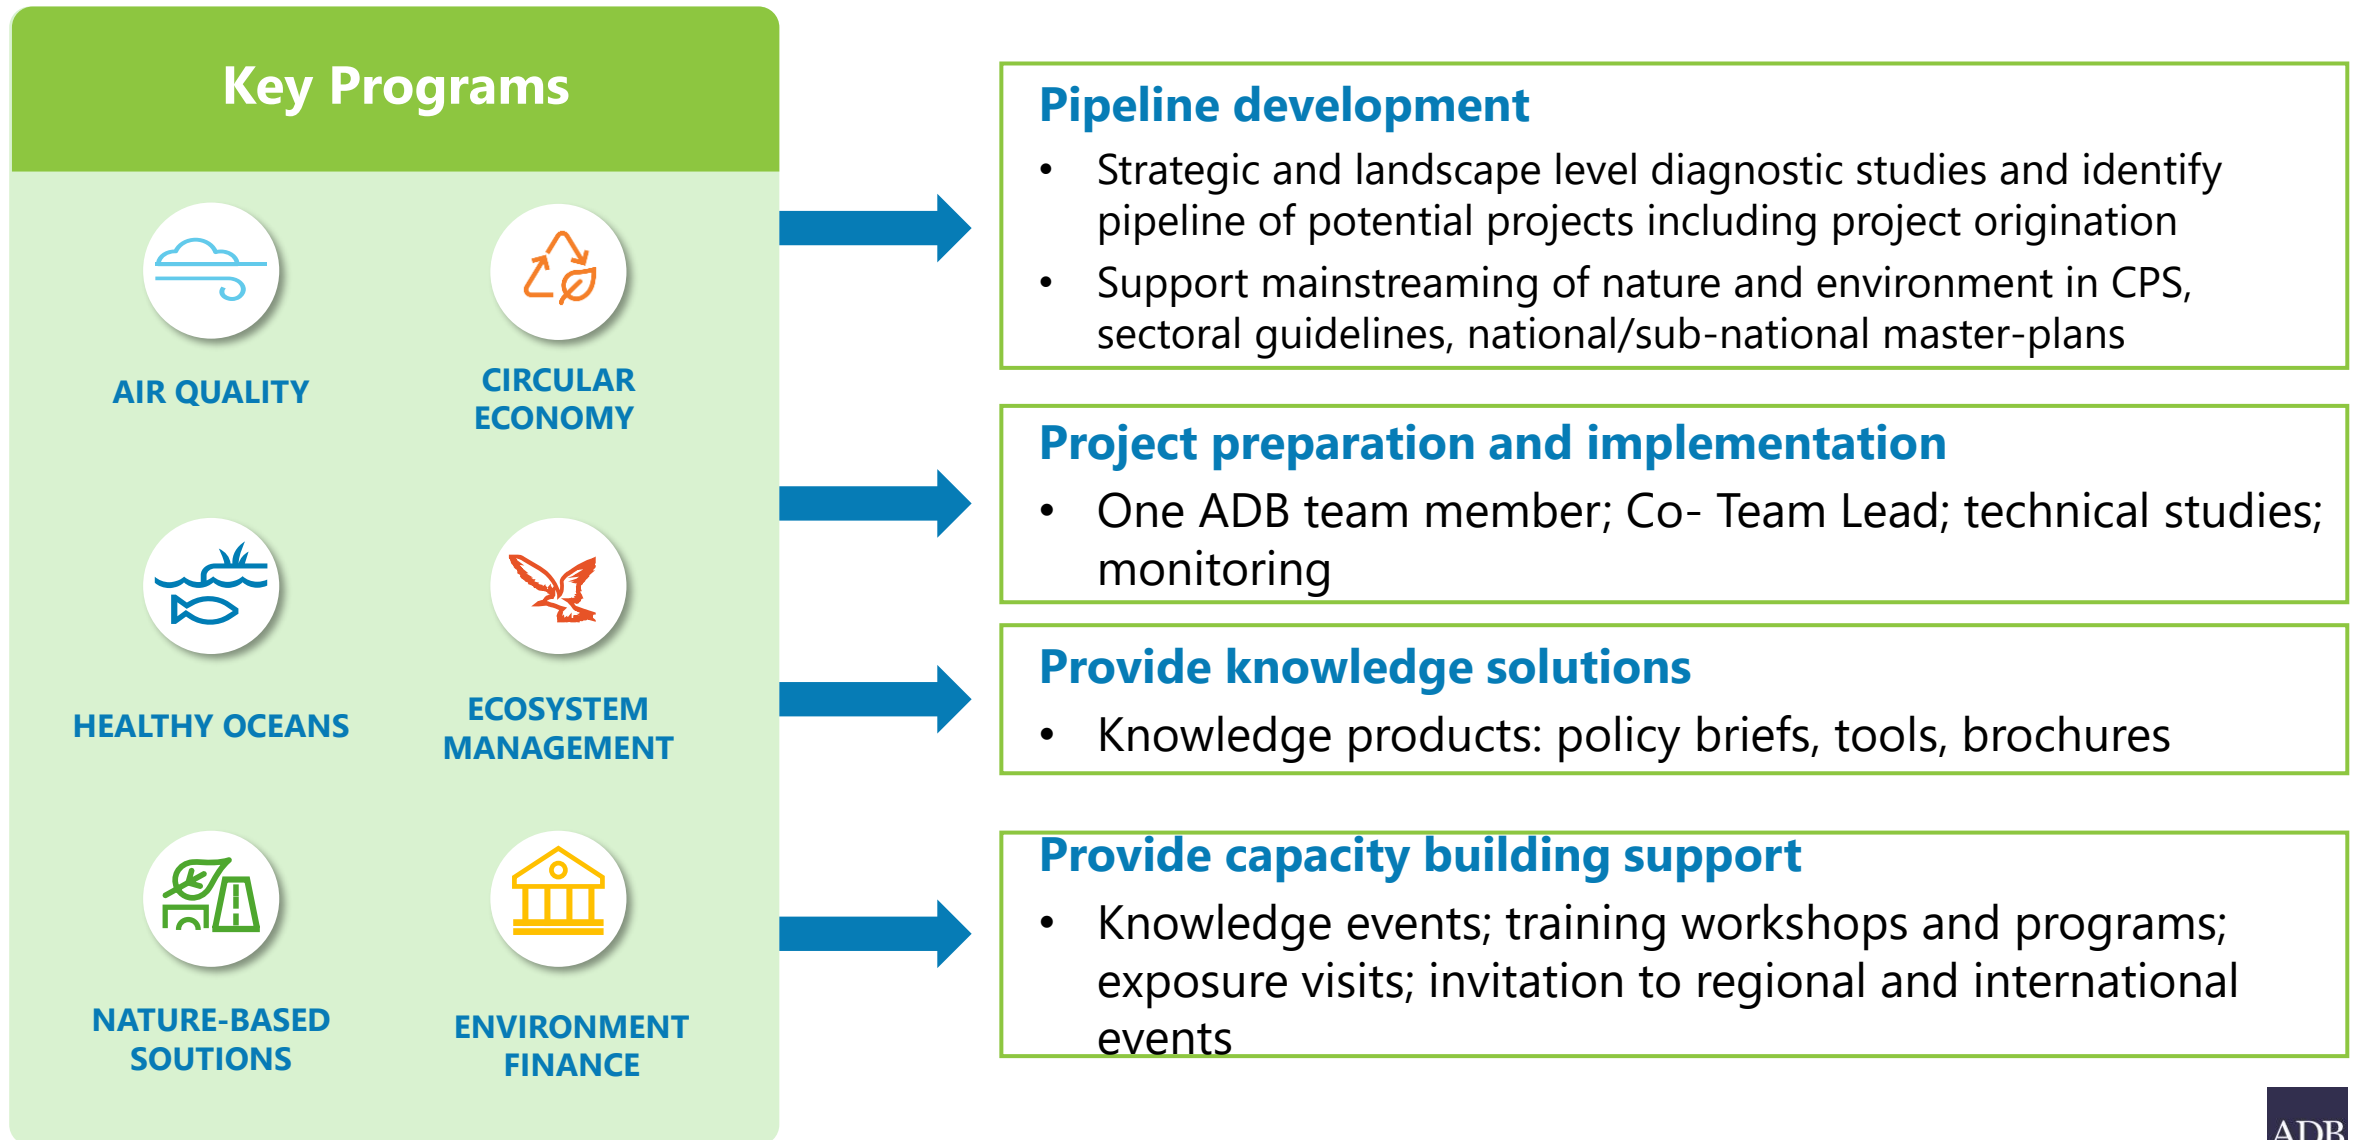 Key Programs
AIR QUALITY
CIRCULAR
ECONOMY
HEALTHY OCEANS
ECOSYSTEM
MANAGEMENT
NATURE-BASED
SOUTIONS
ENVIRONMENT
FINANCE
Pipeline development
• Strategic and landscape level diagnostic studies and identify
pipeline of potential projects including project origination
• Support mainstreaming of nature and environment in CPS,
sectoral guidelines, national/sub-national master-plans
Project preparation and implementation
• One ADB team member; Co- Team Lead; technical studies;
monitoring
Provide knowledge solutions
• Knowledge products: policy briefs, tools, brochures
Provide capacity building support
• Knowledge events; training workshops and programs;
exposure visits; invitation to regional and international
events
ADB